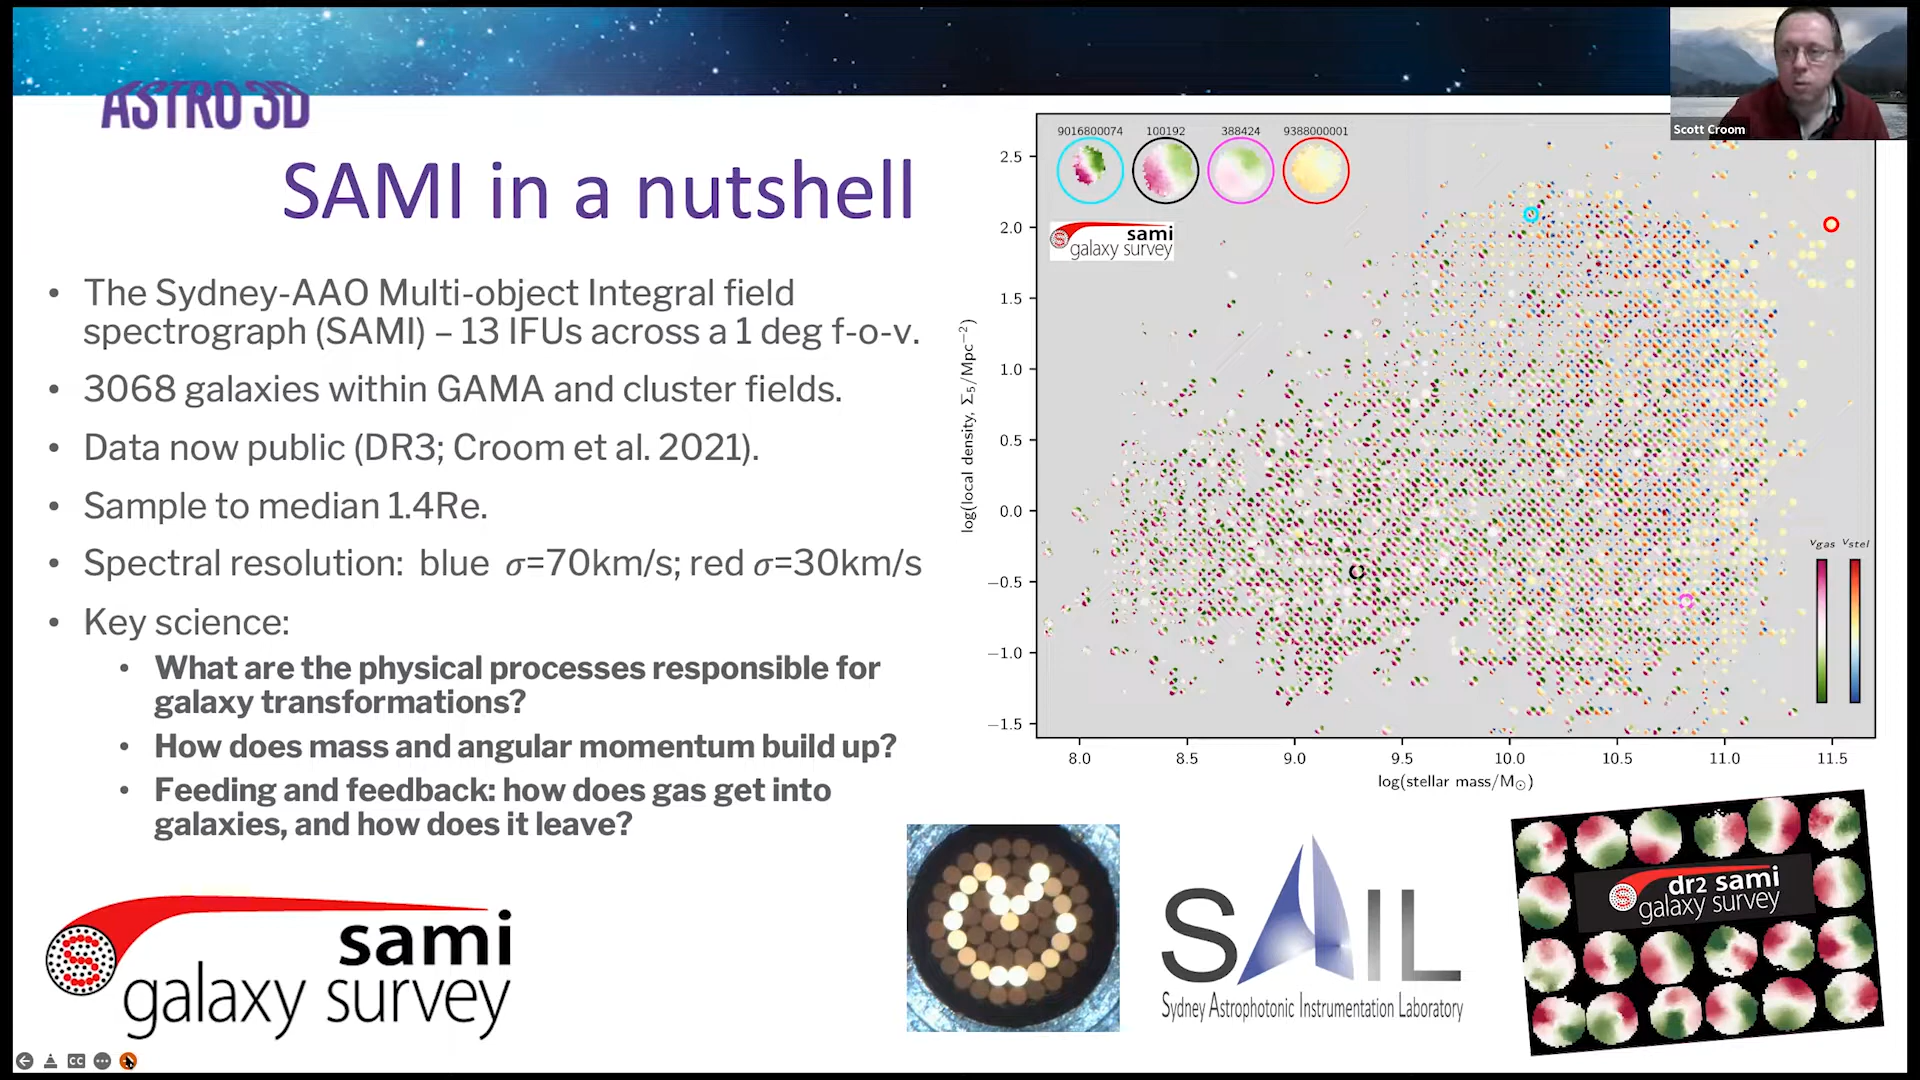 ASTRO 3D
SAMI in a nutshell
• The Sydney-AAO Multi-object Integral field
spectrograph (SAMI) – 13 IFUs across a 1 deg f-o-v.
• 3068 galaxies within GAMA and cluster fields.
• Data now public (DR3; Croom et al. 2021).
• Sample to median 1.4Re.
• Spectral resolution: blue σ=70km/s; red σ=30km/s
• Key science:
• What are the physical processes responsible for
galaxy transformations?
• How does mass and angular momentum build up?
• Feeding and feedback: how does gas get into
galaxies, and how does it leave?
sami
galaxy survey
Scott Croom
9016800074 100192 388424 9388000001
sami
galaxy survey
log(local density, Σ₅/Mpc⁻²)
2.5
2.0
1.5
1.0
0.5
0.0
−0.5
−1.0
−1.5
vgas vstel
8.0 8.5 9.0 9.5 10.0 10.5 11.0 11.5
log(stellar mass/M⊙)
SAIL
Sydney Astrophotonic Instrumentation Laboratory
dr2 sami
galaxy survey
CC